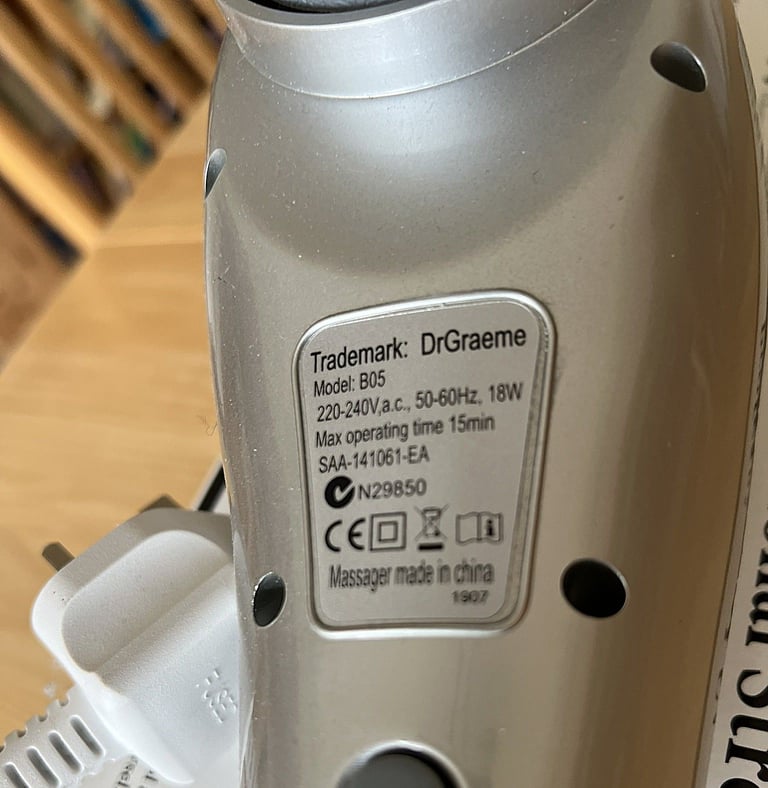 Trademark: DrGraeme
Model: B05
220-240V,a.c., 50-60Hz, 18W
Max operating time 15min
SAA-141061-EA
N29850
CE
Massager made in china
1907
FUSE